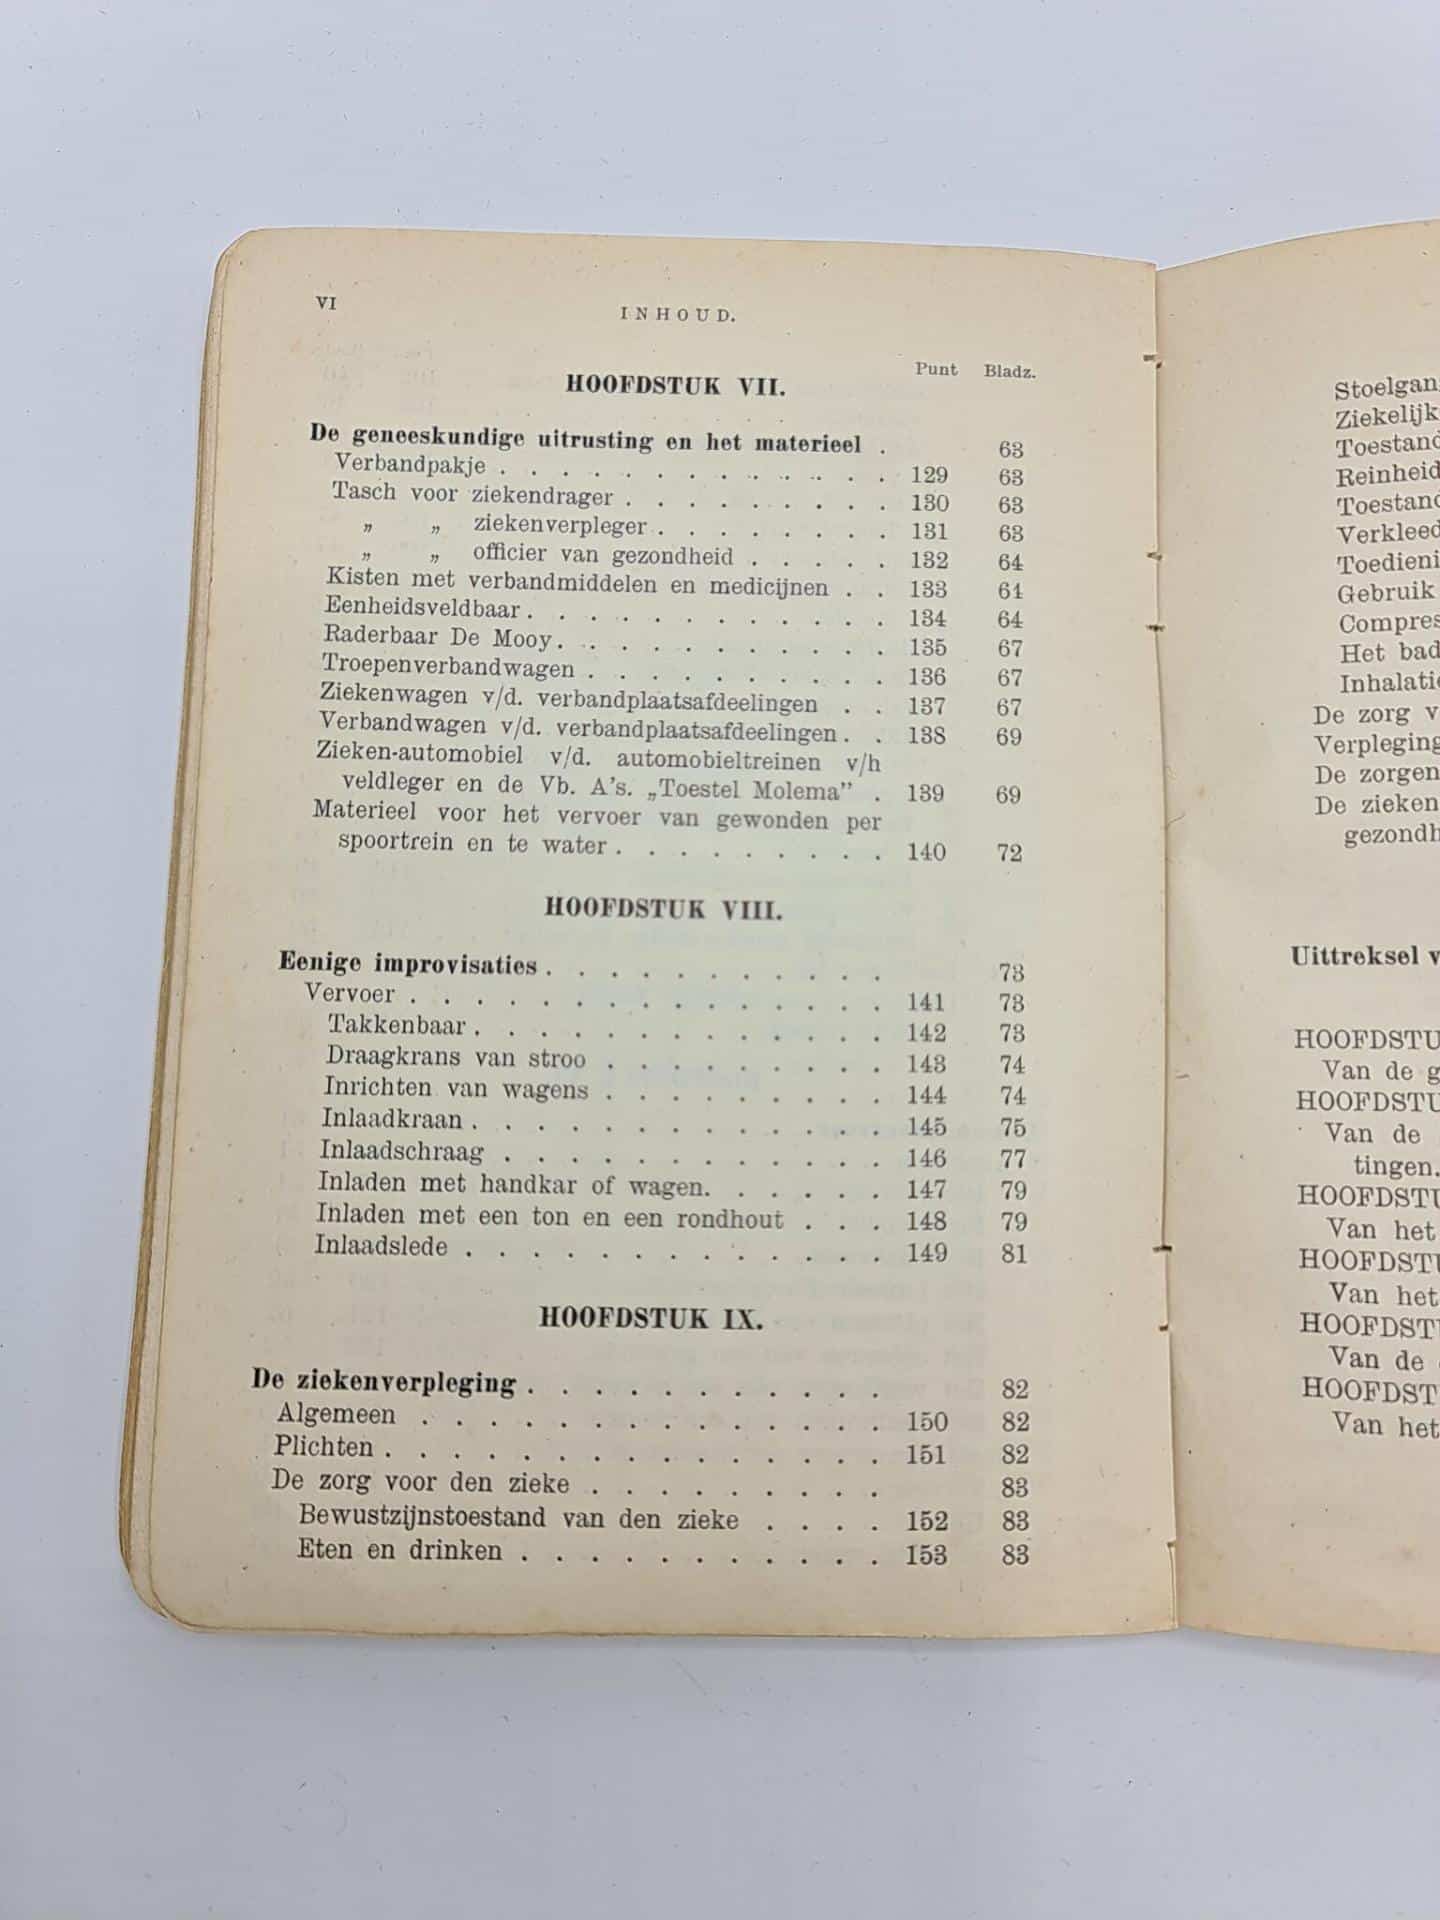 VI
INHOUD.
Punt Bladz.
HOOFDSTUK VII.
De geneeskundige uitrusting en het materieel . 63
Verbandpakje . . . . . . . . . . . . 129 63
Tasch voor ziekendrager . . . . . . . . 130 63
„ „ ziekenverpleger . . . . . . . 131 63
„ „ officier van gezondheid . . . . . 132 64
Kisten met verbandmiddelen en medicijnen . . 133 64
Eenheidsveldbaar . . . . . . . . . . . 134 64
Raderbaar De Mooy . . . . . . . . . . 135 67
Troepenverbandwagen . . . . . . . . . 136 67
Ziekenwagen v/d. verbandplaatsafdeelingen . . 137 67
Verbandwagen v/d. verbandplaatsafdeelingen . . 138 69
Zieken-automobiel v/d. automobieltreinen v/h
veldleger en de Vb. A's. „Toestel Molema” . 139 69
Materieel voor het vervoer van gewonden per
spoortrein en te water . . . . . . . . 140 72
HOOFDSTUK VIII.
Eenige improvisaties . . . . . . . . . . 73
Vervoer . . . . . . . . . . . . . . 141 73
Takkenbaar . . . . . . . . . . . . 142 73
Draagkrans van stroo . . . . . . . . . 143 74
Inrichten van wagens . . . . . . . . . 144 74
Inlaadkraan . . . . . . . . . . . . 145 75
Inlaadschraag . . . . . . . . . . . . 146 77
Inladen met handkar of wagen. . . . . . 147 79
Inladen met een ton en een rondhout . . . 148 79
Inlaadslede . . . . . . . . . . . . . 149 81
HOOFDSTUK IX.
De ziekenverpleging . . . . . . . . . . . 82
Algemeen . . . . . . . . . . . . . . 150 82
Plichten . . . . . . . . . . . . . . . 151 82
De zorg voor den zieke . . . . . . . . . 83
Bewustzijnstoestand van den zieke . . . . 152 83
Eten en drinken . . . . . . . . . . . 153 83
Stoelgan
Ziekelijk
Toestand
Reinheid
Toestand
Verkleed
Toedieni
Gebruik
Compres
Het bad
Inhalatie
De zorg v
Verpleging
De zorgen
De zieken
gezondh
Uittreksel v
HOOFDSTU
Van de g
HOOFDSTU
Van de
tingen.
HOOFDSTU
Van het
HOOFDSTU
Van het
HOOFDSTU
Van de
HOOFDST
Van het